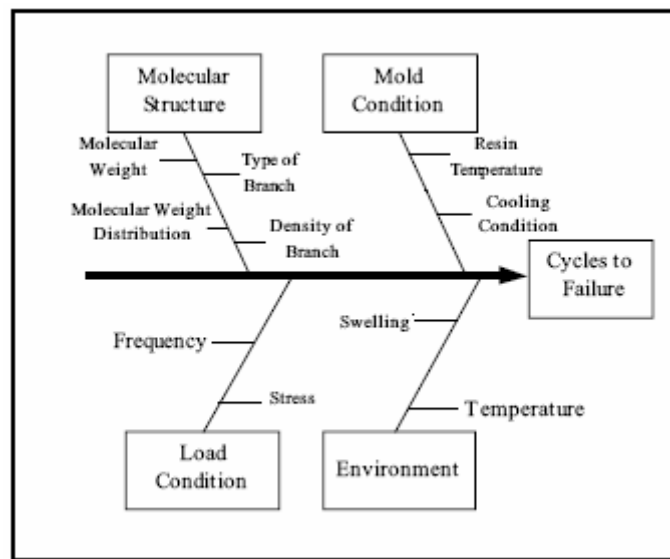 Molecular
Structure
Mold
Condition
Molecular
Weight
Type of
Branch
Molecular Weight
Distribution
Density of
Branch
Resin
Temperature
Cooling
Condition
Cycles to
Failure
Frequency
Stress
Swelling
Temperature
Load
Condition
Environment